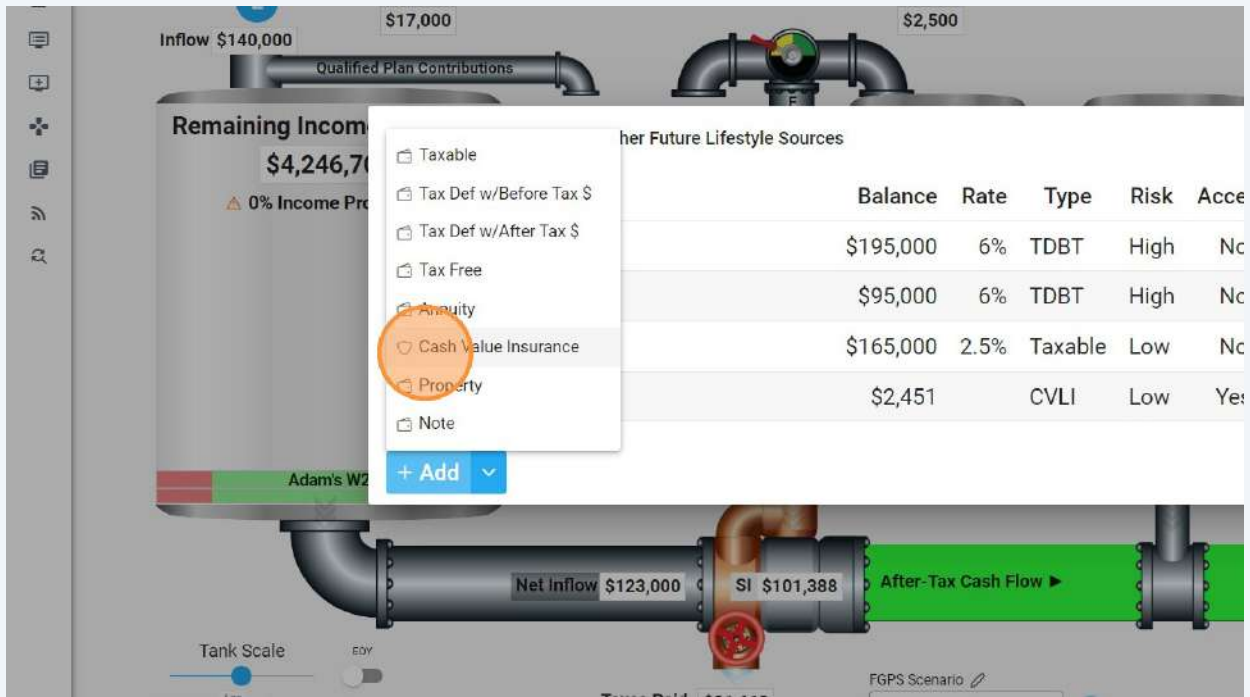 $17,000
$2,500
Inflow $140,000
Qualified Plan Contributions
F
Remaining Incom
$4,246,7
0% Income Pro
her Future Lifestyle Sources
Taxable
Tax Def w/Before Tax $
Tax Def w/After Tax $
Tax Free
Annuity
Cash Value Insurance
Property
Note
+ Add
Balance Rate Type Risk Acce
$195,000 6% TDBT High No
$95,000 6% TDBT High No
$165,000 2.5% Taxable Low No
$2,451 CVLI Low Yes
Adam's W2
Net Inflow $123,000
SI $101,388
After-Tax Cash Flow ►
Tank Scale
EOY
FGPS Scenario